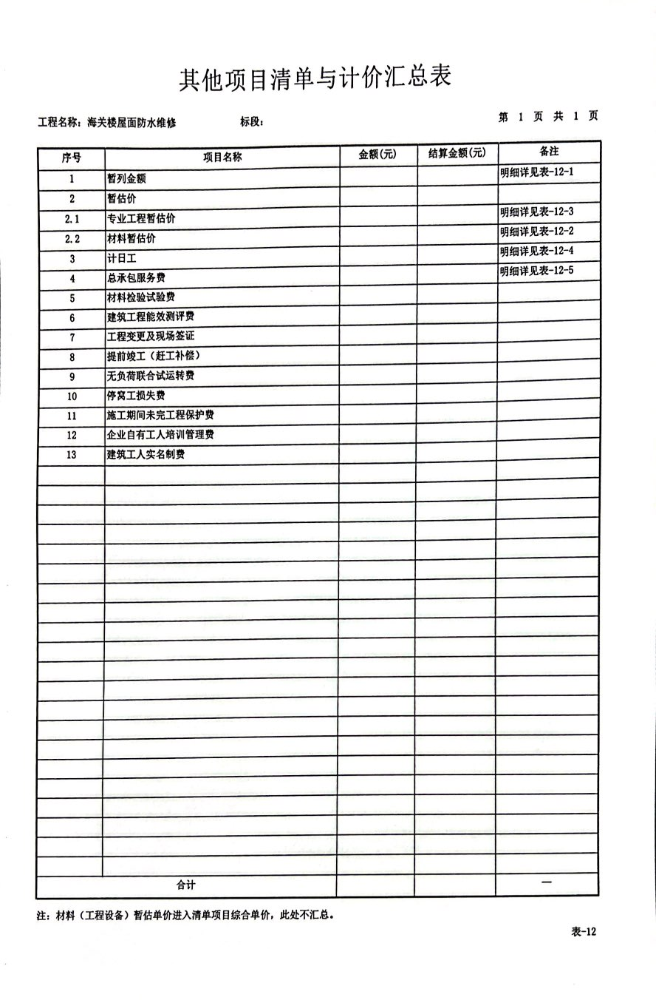 其他项目清单与计价汇总表
工程名称：海关楼屋面防水维修 标段： 第 1 页 共 1 页
序号 项目名称 金额(元) 结算金额(元) 备注
1 暂列金额 明细详见表-12-1
2 暂估价
2.1 专业工程暂估价 明细详见表-12-3
2.2 材料暂估价 明细详见表-12-2
3 计日工 明细详见表-12-4
4 总承包服务费 明细详见表-12-5
5 材料检验试验费
6 建筑工程能效测评费
7 工程变更及现场签证
8 提前竣工（赶工补偿）
9 无负荷联合试运转费
10 停窝工损失费
11 施工期间未完工程保护费
12 企业自有工人培训管理费
13 建筑工人实名制费
合计 —
注：材料（工程设备）暂估单价进入清单项目综合单价，此处不汇总。
表-12